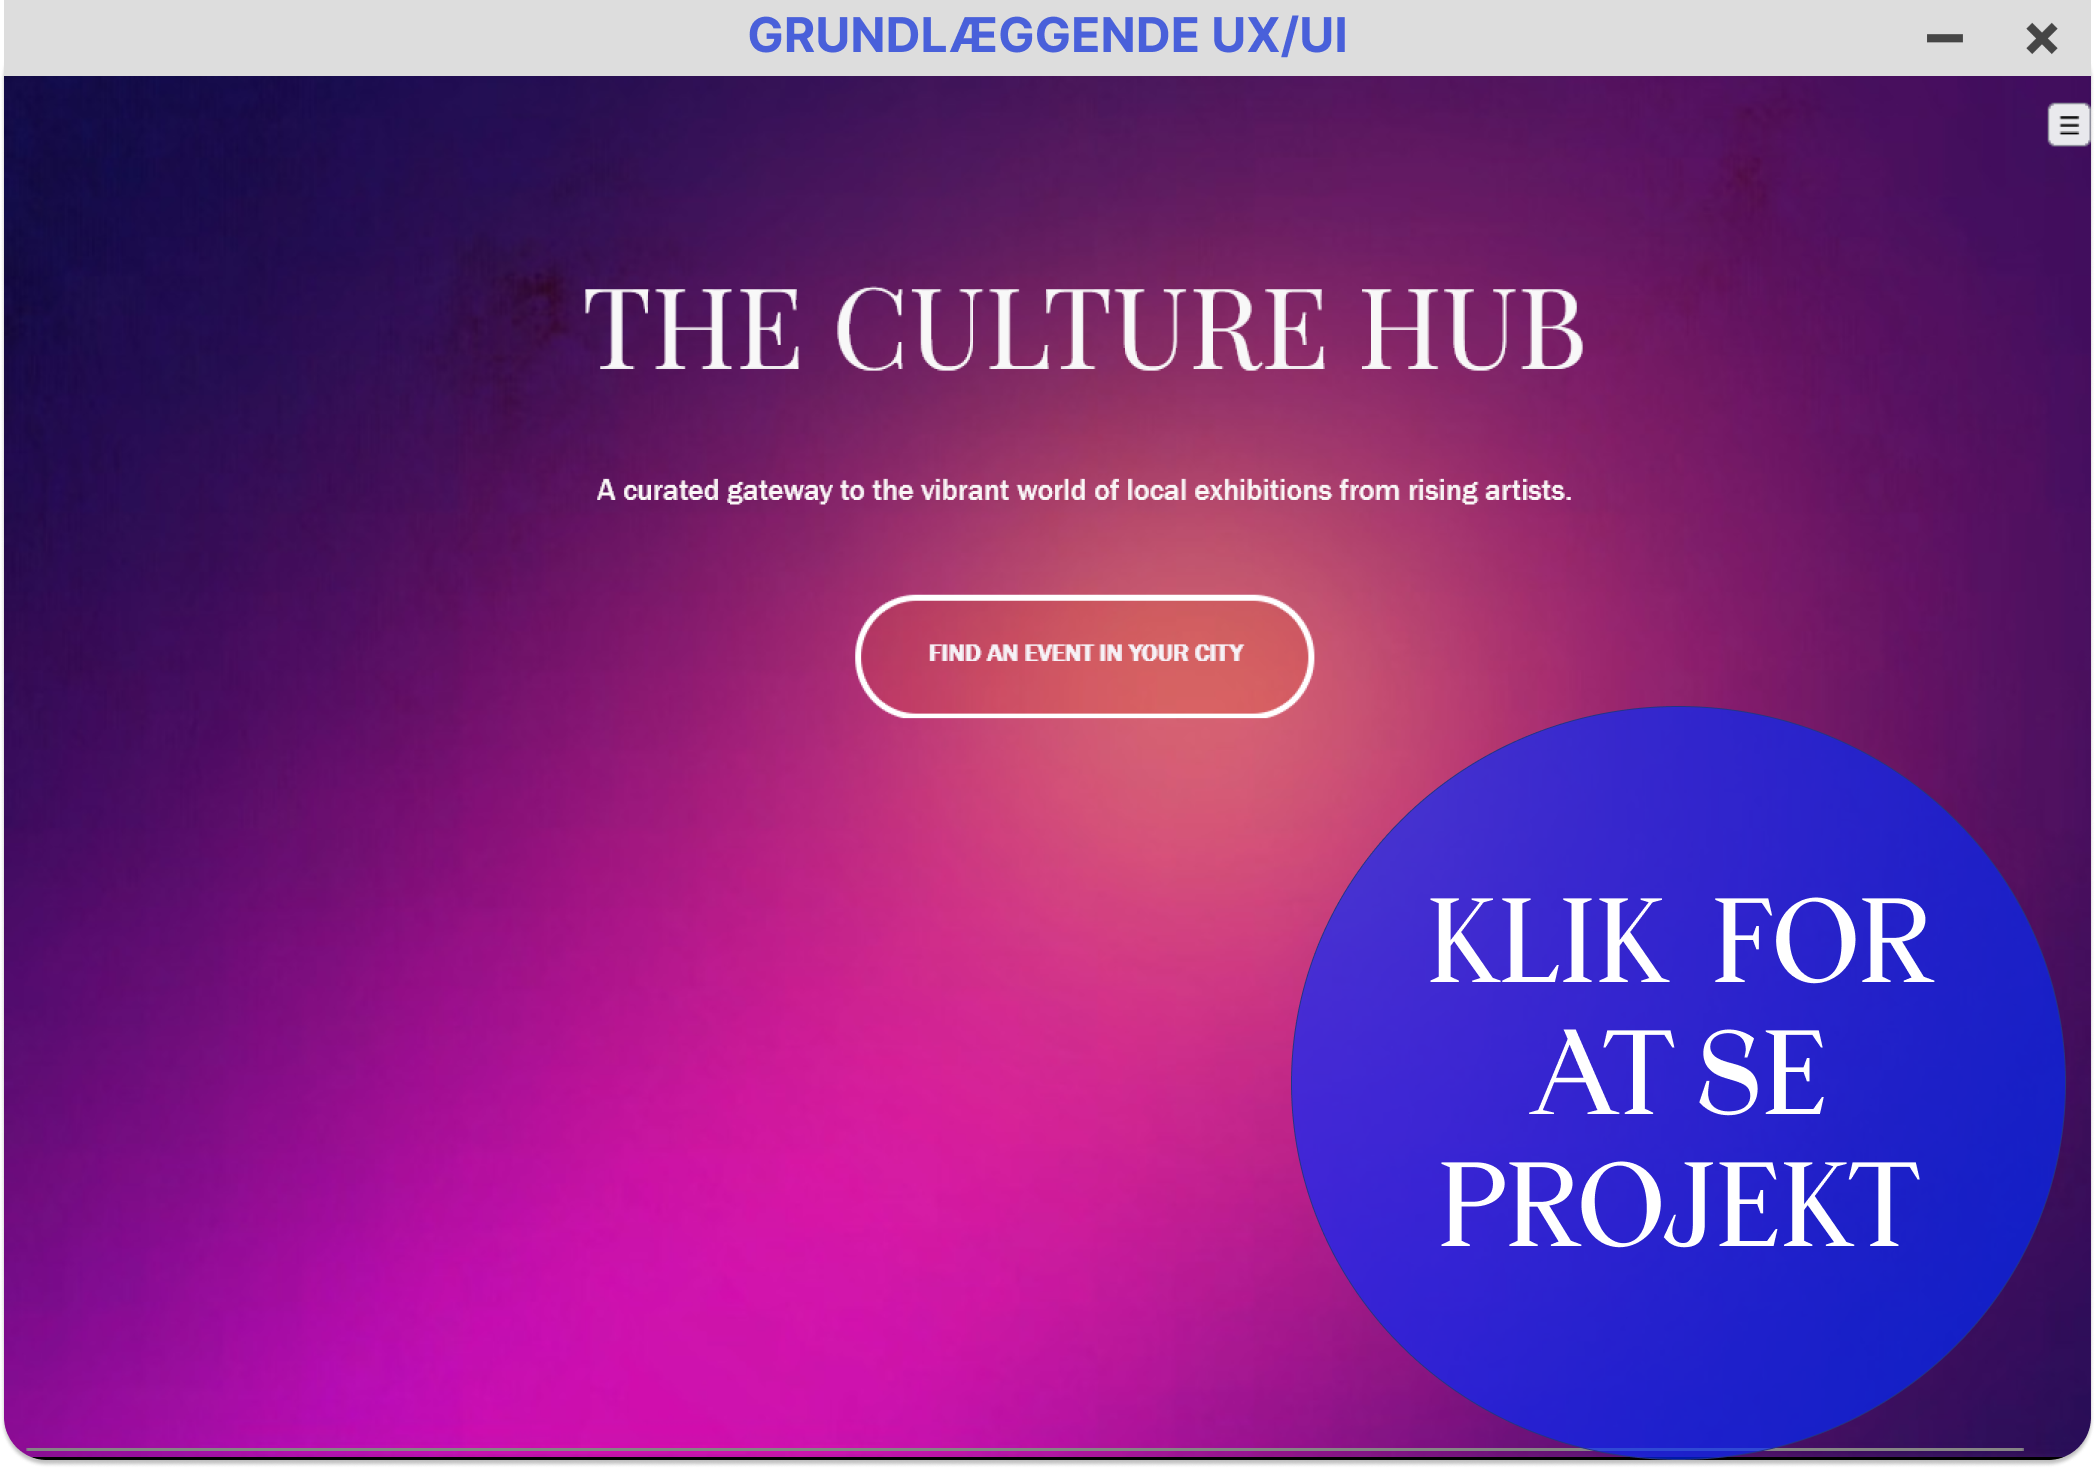 GRUNDLÆGGENDE UX/UI
THE CULTURE HUB
A curated gateway to the vibrant world of local exhibitions from rising artists.
FIND AN EVENT IN YOUR CITY
KLIK FOR
AT SE
PROJEKT